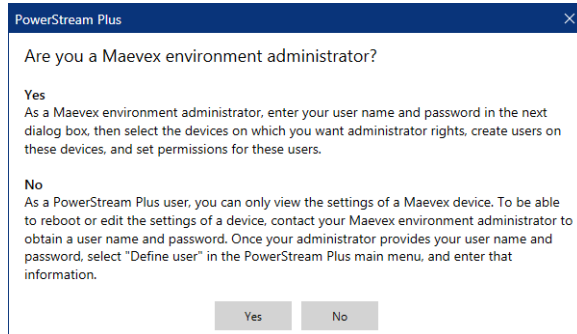 PowerStream Plus
Are you a Maevex environment administrator?
Yes
As a Maevex environment administrator, enter your user name and password in the next
dialog box, then select the devices on which you want administrator rights, create users on
these devices, and set permissions for these users.
No
As a PowerStream Plus user, you can only view the settings of a Maevex device. To be able
to reboot or edit the settings of a device, contact your Maevex environment administrator to
obtain a user name and password. Once your administrator provides your user name and
password, select "Define user" in the PowerStream Plus main menu, and enter that
information.
Yes No